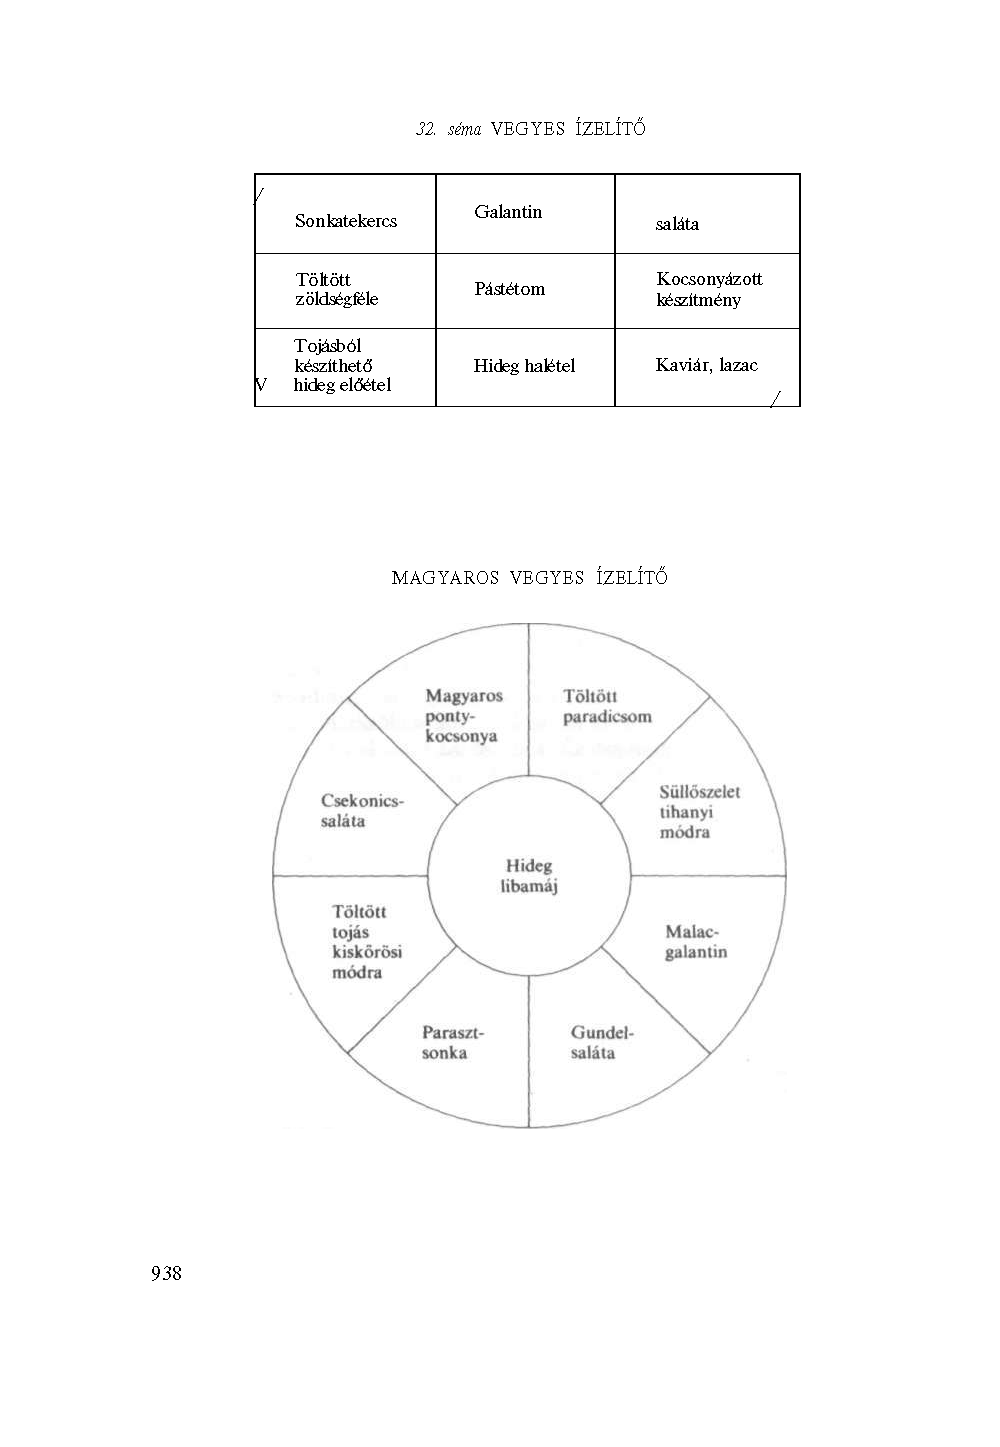 32. séma VEGYES ÍZELÍTŐ
Sonkatekercs
Galantin
saláta
Töltött
zöldségféle
Pástétom
Kocsonyázott
készítmény
Tojásból
készíthető
hideg előétel
Hideg halétel
Kaviár, lazac
MAGYAROS VEGYES ÍZELÍTŐ
Magyaros
ponty-
kocsonya
Töltött
paradicsom
Csekonics-
saláta
Süllőszelet
tihanyi
módra
Hideg
libamáj
Töltött
tojás
kiskőrösi
módra
Malac-
galantin
Paraszt-
sonka
Gundel-
saláta
938